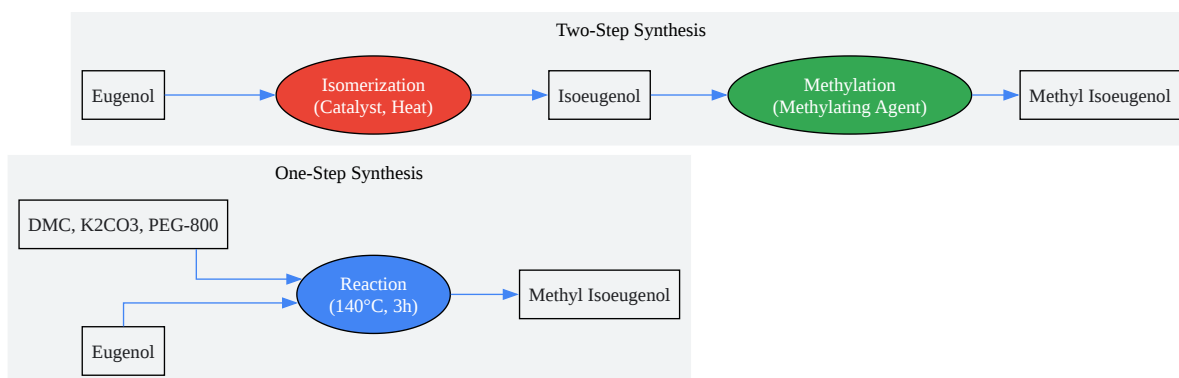 Two-Step Synthesis
Eugenol
Isomerization
(Catalyst, Heat)
Isoeugenol
Methylation
(Methylating Agent)
Methyl Isoeugenol
One-Step Synthesis
DMC, K2CO3, PEG-800
Eugenol
Reaction
(140°C, 3h)
Methyl Isoeugenol